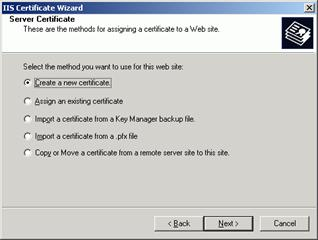 IIS Certificate Wizard
Server Certificate
These are the methods for assigning a certificate to a Web site.
Select the method you want to use for this web site:
Create a new certificate.
Assign an existing certificate
Import a certificate from a Key Manager backup file.
Import a certificate from a .pfx file
Copy or Move a certificate from a remote server site to this site.
< Back Next > Cancel